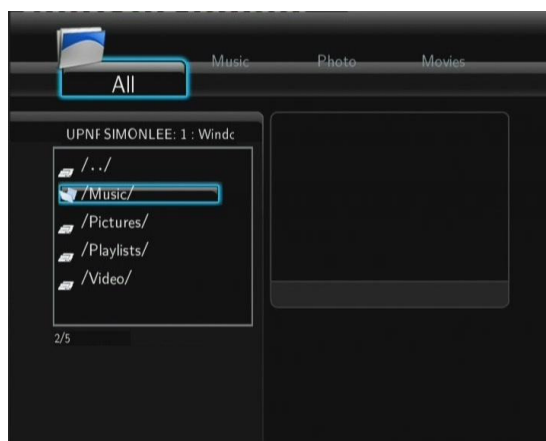 Music Photo Movies
All
UPNF SIMONLEE: 1 : Windc
/../
/Music/
/Pictures/
/Playlists/
/Video/
2/5